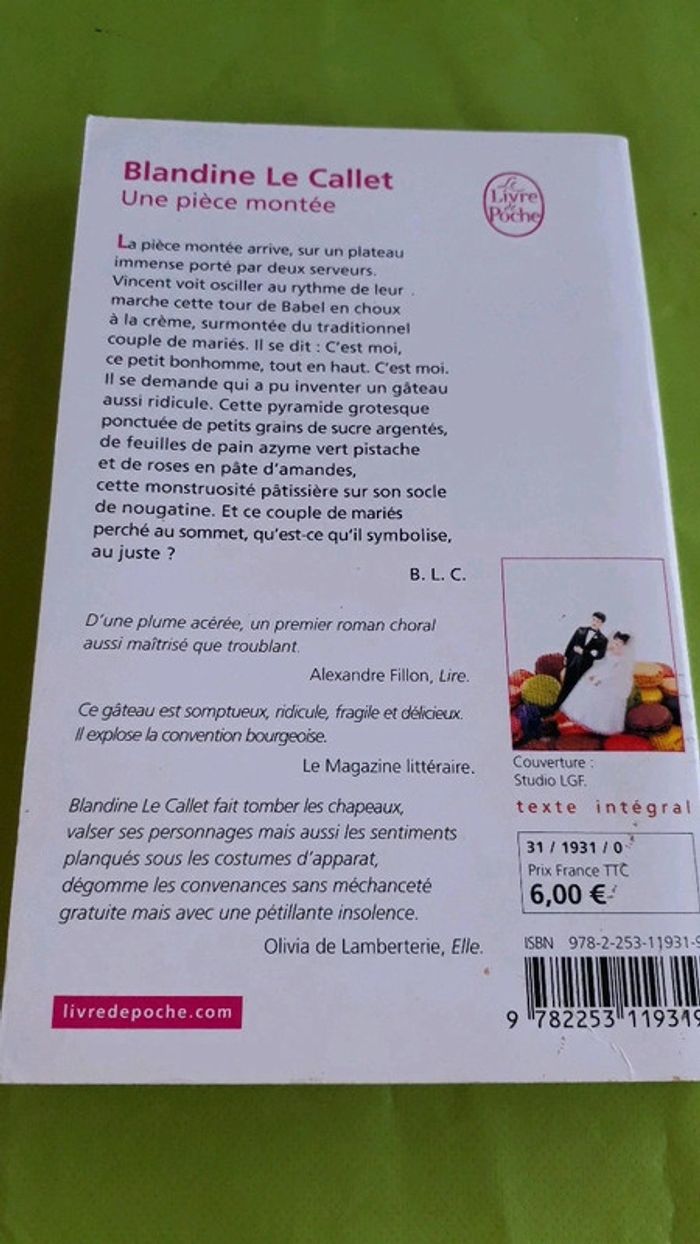 Blandine Le Callet
Une pièce montée
Le
Livre
de
Poche
La pièce montée arrive, sur un plateau
immense porté par deux serveurs.
Vincent voit osciller au rythme de leur
marche cette tour de Babel en choux
à la crème, surmontée du traditionnel
couple de mariés. Il se dit : C'est moi,
ce petit bonhomme, tout en haut. C'est moi.
Il se demande qui a pu inventer un gâteau
aussi ridicule. Cette pyramide grotesque
ponctuée de petits grains de sucre argentés,
de feuilles de pain azyme vert pistache
et de roses en pâte d'amandes,
cette monstruosité pâtissière sur son socle
de nougatine. Et ce couple de mariés
perché au sommet, qu'est-ce qu'il symbolise,
au juste ?
B. L. C.
D'une plume acérée, un premier roman choral
aussi maîtrisé que troublant.
Alexandre Fillon, Lire.
Ce gâteau est somptueux, ridicule, fragile et délicieux.
Il explose la convention bourgeoise.
Le Magazine littéraire.
Blandine Le Callet fait tomber les chapeaux,
valser ses personnages mais aussi les sentiments
planqués sous les costumes d'apparat,
dégomme les convenances sans méchanceté
gratuite mais avec une pétillante insolence.
Olivia de Lamberterie, Elle.
livredepoche.com
Couverture :
Studio LGF.
texte intégral
31 / 1931 / 0
Prix France TTC
6,00 €
ISBN 978-2-253-11931-9
9 782253 119319